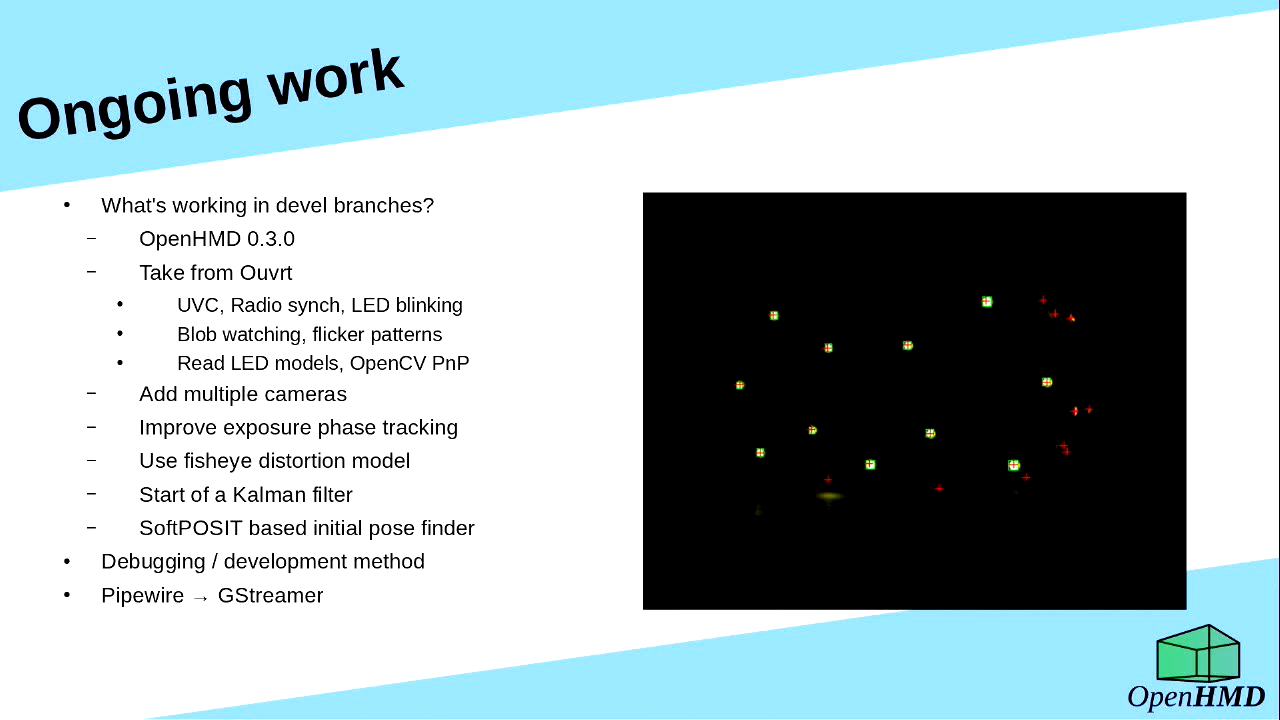 Ongoing work
• What's working in devel branches?
– OpenHMD 0.3.0
– Take from Ouvrt
• UVC, Radio synch, LED blinking
• Blob watching, flicker patterns
• Read LED models, OpenCV PnP
– Add multiple cameras
– Improve exposure phase tracking
– Use fisheye distortion model
– Start of a Kalman filter
– SoftPOSIT based initial pose finder
• Debugging / development method
• Pipewire → GStreamer
OpenHMD